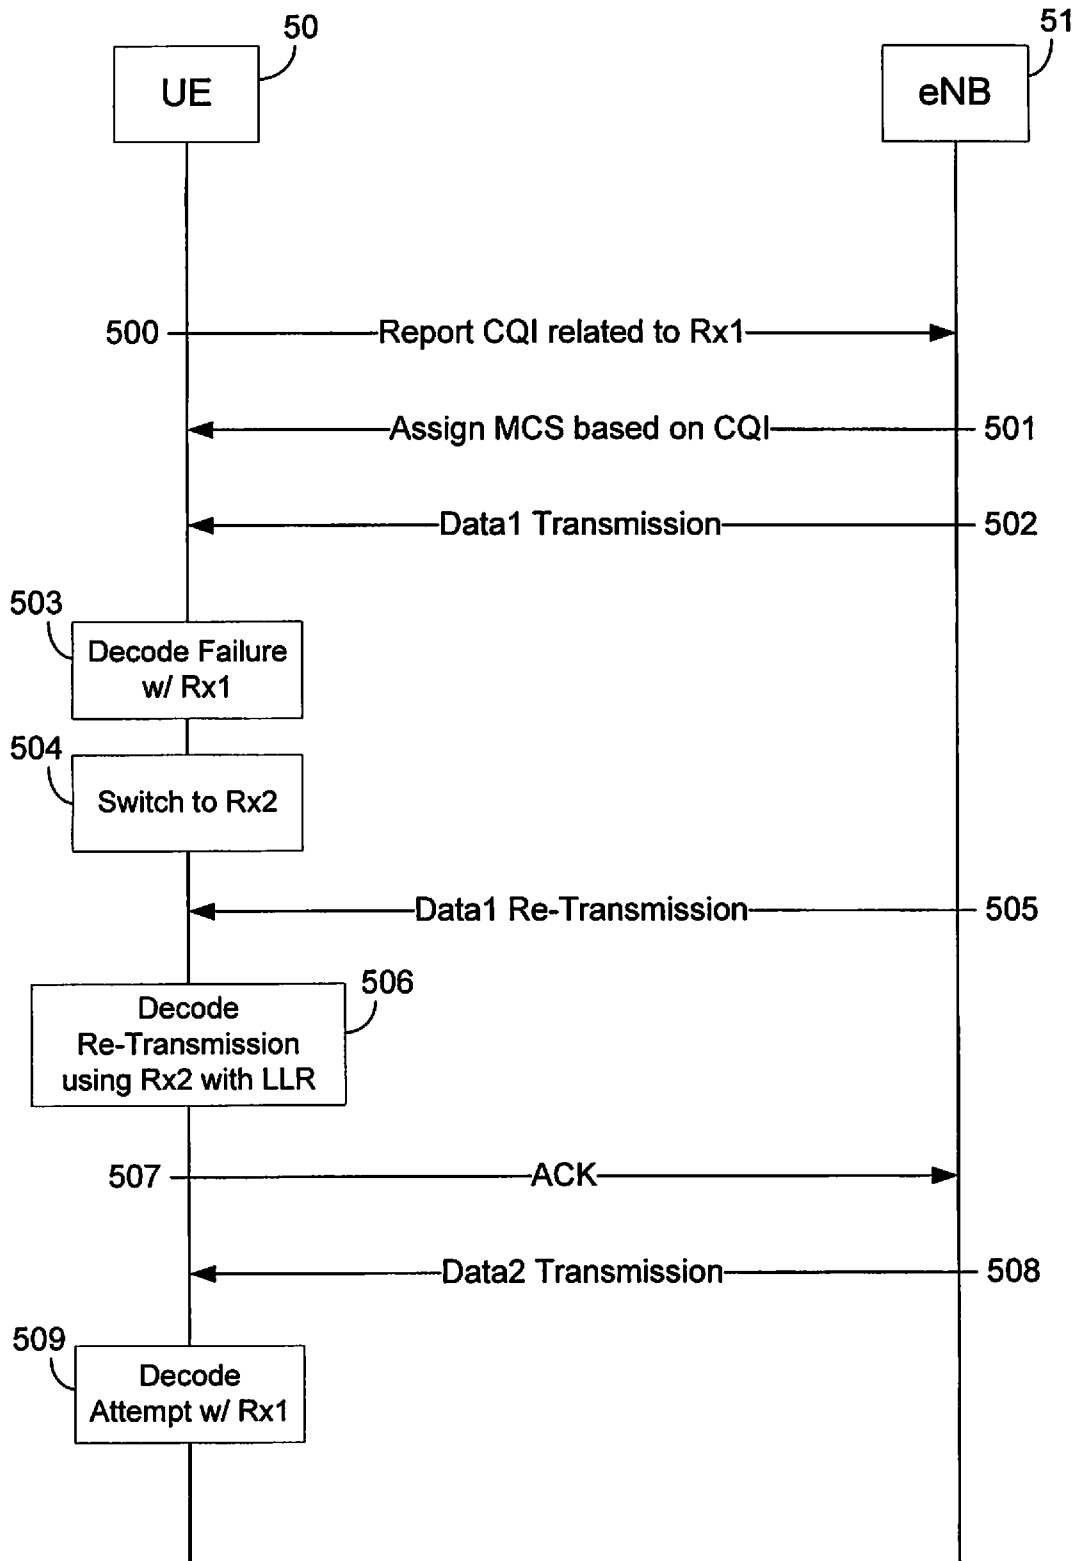 50
51
UE
eNB
500
Report CQI related to Rx1
Assign MCS based on CQI
501
Data1 Transmission
502
503
Decode Failure
w/ Rx1
504
Switch to Rx2
Data1 Re-Transmission
505
506
Decode
Re-Transmission
using Rx2 with LLR
507
ACK
Data2 Transmission
508
509
Decode
Attempt w/ Rx1